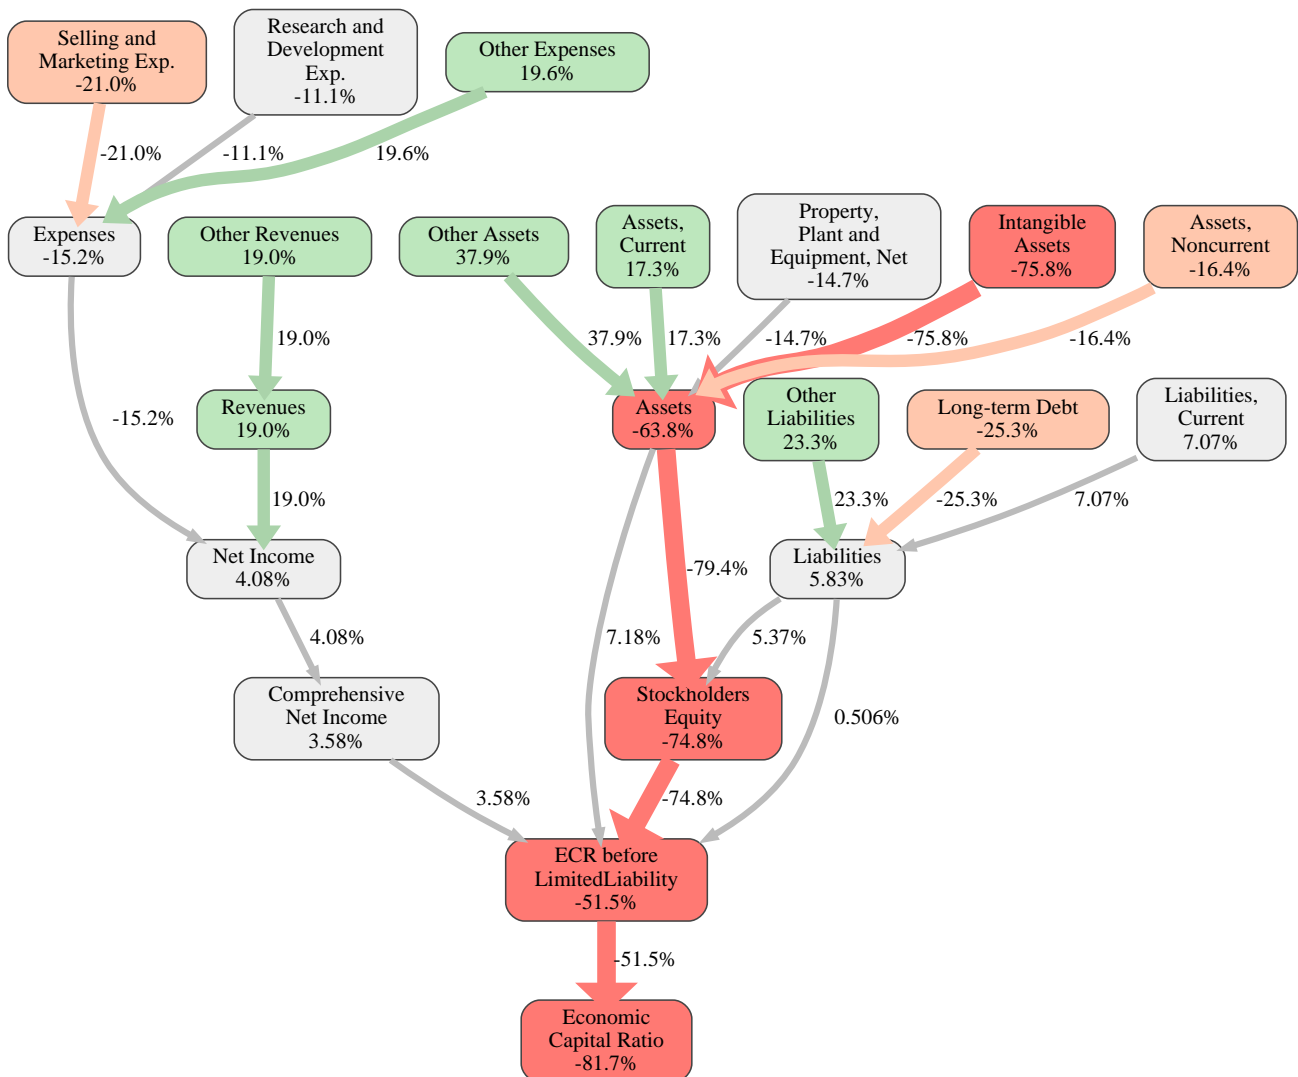 Selling and
Marketing Exp.
-21.0%
Research and
Development
Exp.
-11.1%
Other Expenses
19.6%
-21.0%
-11.1%
19.6%
Expenses
-15.2%
Other Revenues
19.0%
Other Assets
37.9%
Assets,
Current
17.3%
Property,
Plant and
Equipment, Net
-14.7%
Intangible
Assets
-75.8%
Assets,
Noncurrent
-16.4%
19.0%
37.9%
17.3%
-14.7%
-75.8%
-16.4%
-15.2%
Revenues
19.0%
Assets
-63.8%
Other
Liabilities
23.3%
Long-term Debt
-25.3%
Liabilities,
Current
7.07%
19.0%
23.3%
-25.3%
7.07%
Net Income
4.08%
-79.4%
Liabilities
5.83%
4.08%
7.18%
5.37%
Comprehensive
Net Income
3.58%
Stockholders
Equity
-74.8%
0.506%
3.58%
-74.8%
ECR before
LimitedLiability
-51.5%
-51.5%
Economic
Capital Ratio
-81.7%